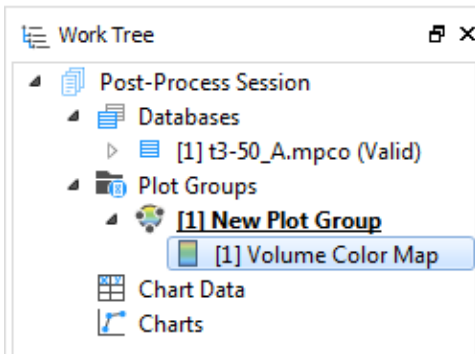 Work Tree
Post-Process Session
Databases
[1] t3-50_A.mpco (Valid)
Plot Groups
[1] New Plot Group
[1] Volume Color Map
Chart Data
Charts